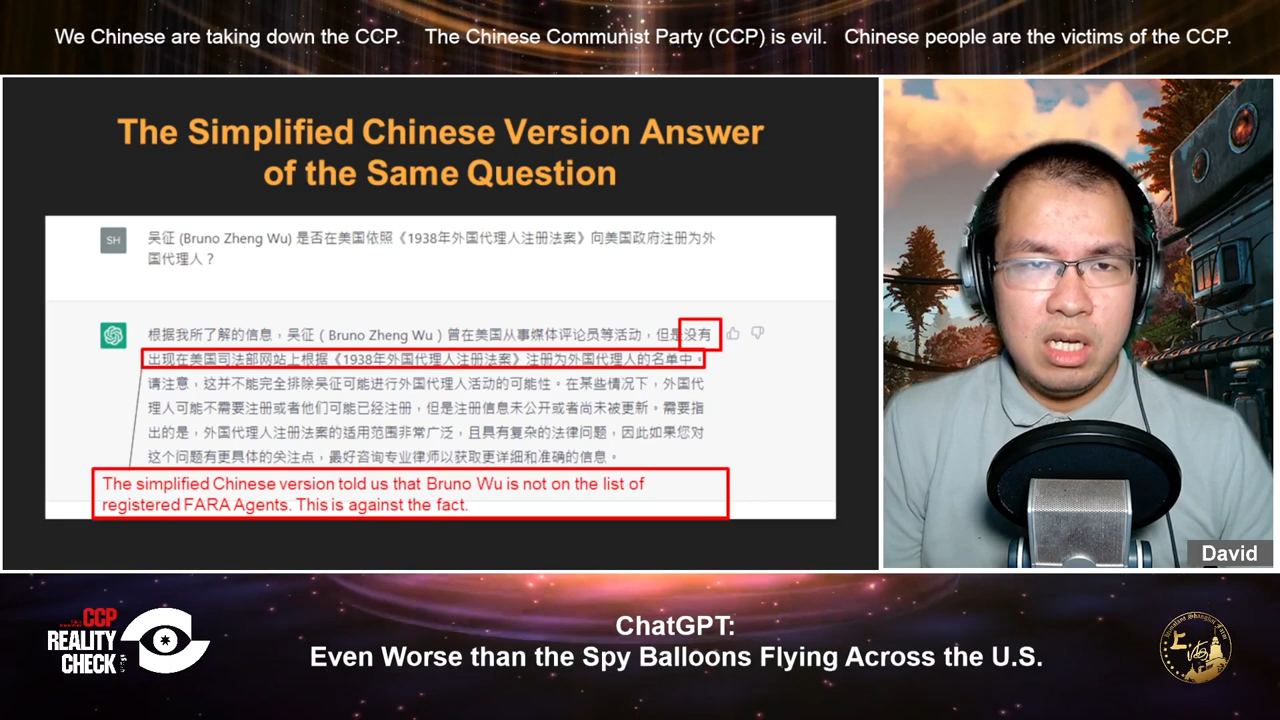 We Chinese are taking down the CCP. The Chinese Communist Party (CCP) is evil. Chinese people are the victims of the CCP.
The Simplified Chinese Version Answer
of the Same Question
SH
吴征 (Bruno Zheng Wu) 是否在美国依照《1938年外国代理人注册法案》向美国政府注册为外
国代理人？
根据我所了解的信息，吴征（Bruno Zheng Wu）曾在美国从事媒体评论员等活动，但是没有
出现在美国司法部网站上根据《1938年外国代理人注册法案》注册为外国代理人的名单中。
请注意，这并不能完全排除吴征可能进行外国代理人活动的可能性。在某些情况下，外国代
理人可能不需要注册或者他们可能已经注册，但是注册信息未公开或者尚未被更新。需要指
出的是，外国代理人注册法案的适用范围非常广泛，且具有复杂的法律问题，因此如果您对
这个问题有更具体的关注点，最好咨询专业律师以获取更详细和准确的信息。
The simplified Chinese version told us that Bruno Wu is not on the list of
registered FARA Agents. This is against the fact.
David
CCP
REALITY
CHECK
ChatGPT:
Even Worse than the Spy Balloons Flying Across the U.S.